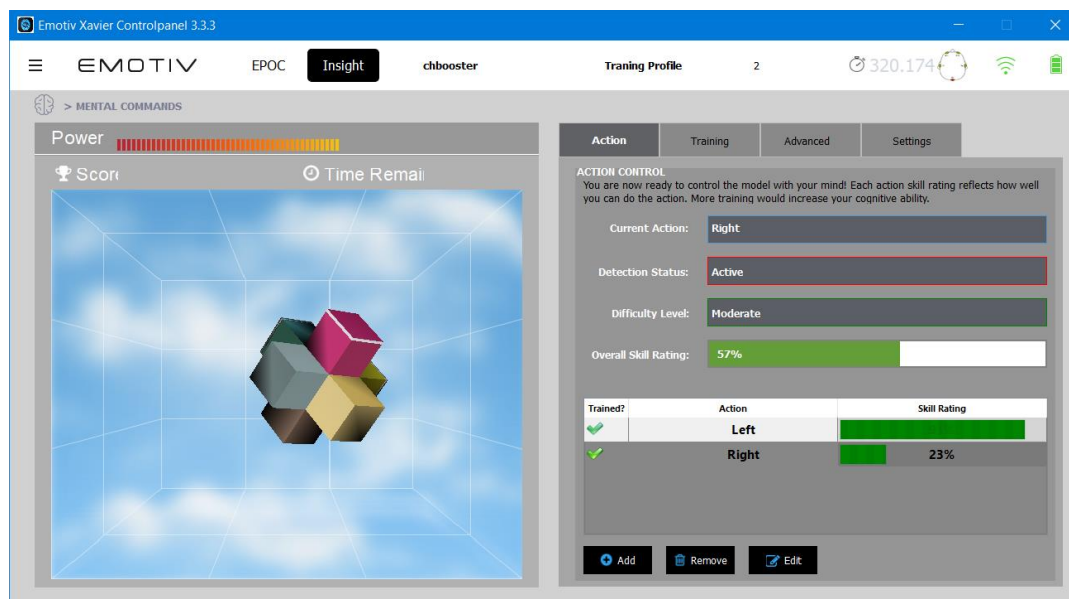 Emotiv Xavier Controlpanel 3.3.3
EMOTIV EPOC Insight chbooster Traning Profile 2 320.174
> MENTAL COMMANDS
Power
Score Time Remai
Action Training Advanced Settings
ACTION CONTROL
You are now ready to control the model with your mind! Each action skill rating reflects how well
you can do the action. More training would increase your cognitive ability.
Current Action: Right
Detection Status: Active
Difficulty Level: Moderate
Overall Skill Rating: 57%
Trained? Action Skill Rating
Left
Right 23%
Add Remove Edit